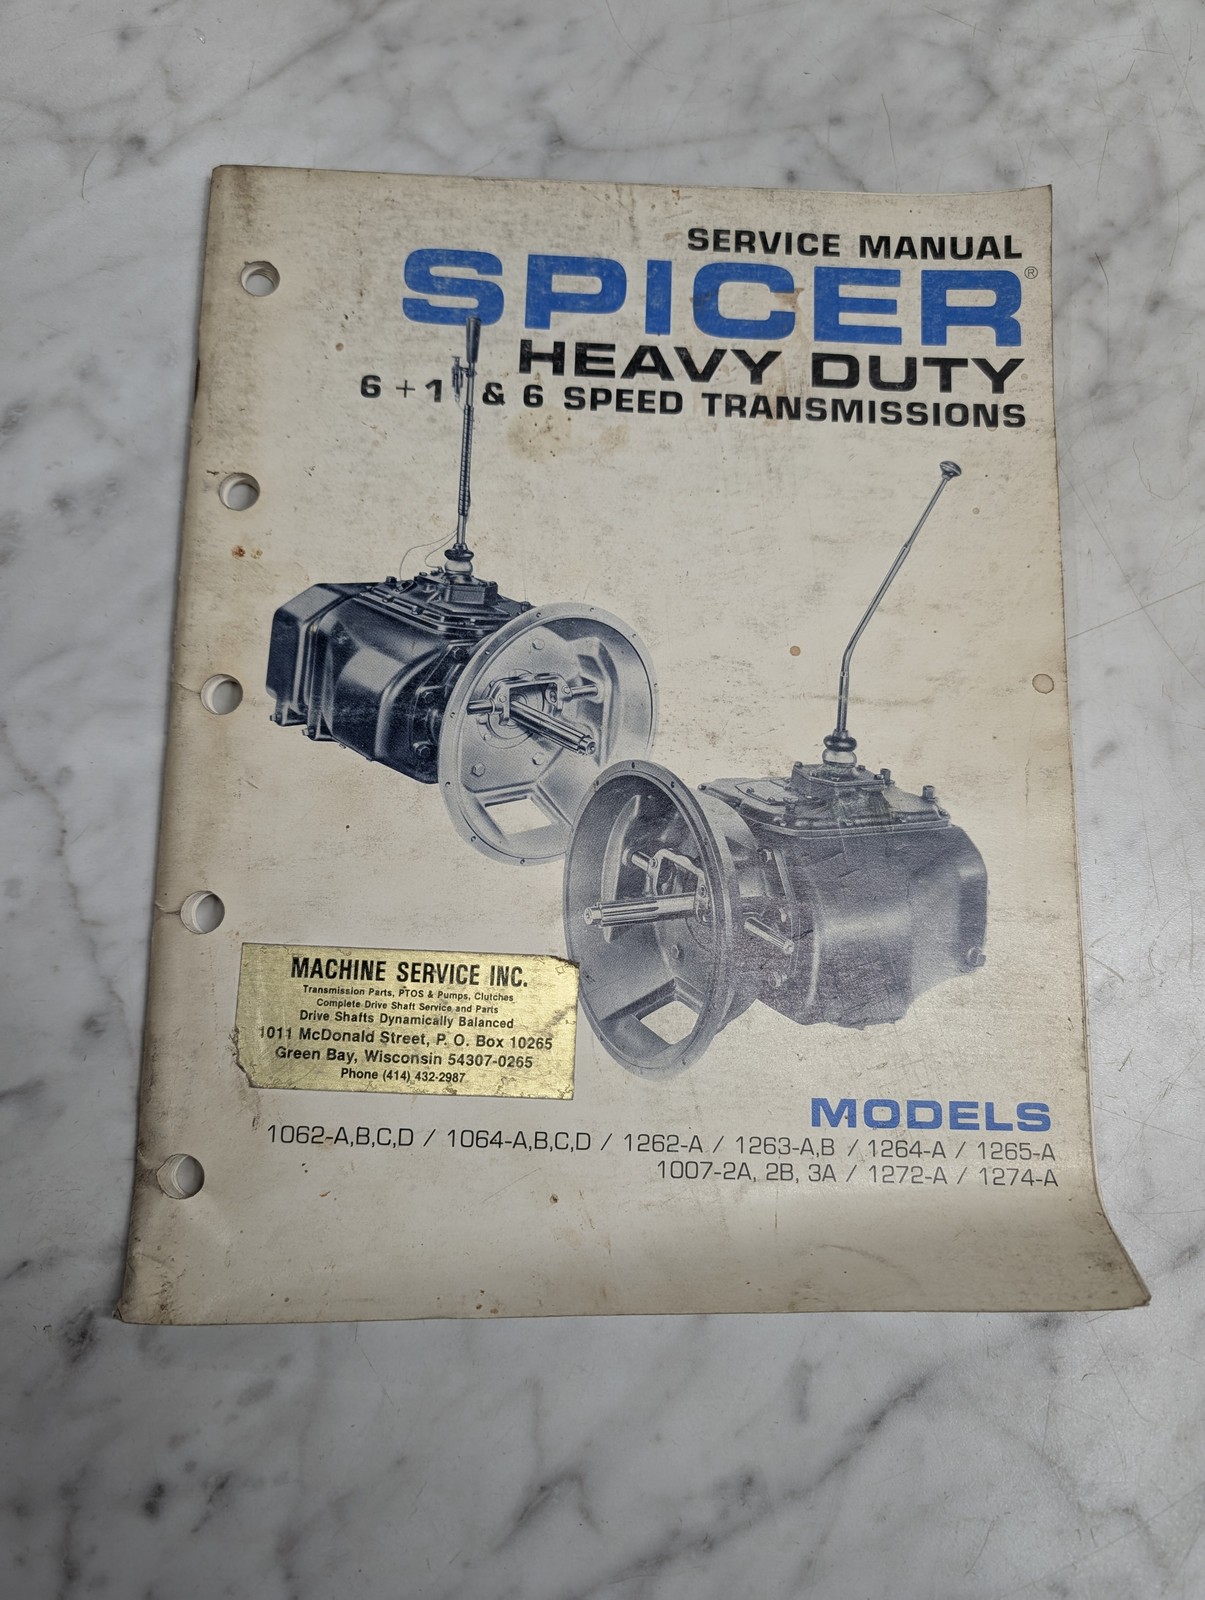 SERVICE MANUAL
SPICER®
HEAVY DUTY
6 + 1 & 6 SPEED TRANSMISSIONS
MACHINE SERVICE INC.
Transmission Parts, PTOS & Pumps, Clutches
Complete Drive Shaft Service and Parts
Drive Shafts Dynamically Balanced
1011 McDonald Street, P. O. Box 10265
Green Bay, Wisconsin 54307-0265
Phone (414) 432-2987
MODELS
1062-A,B,C,D / 1064-A,B,C,D / 1262-A / 1263-A,B / 1264-A / 1265-A
1007-2A, 2B, 3A / 1272-A / 1274-A